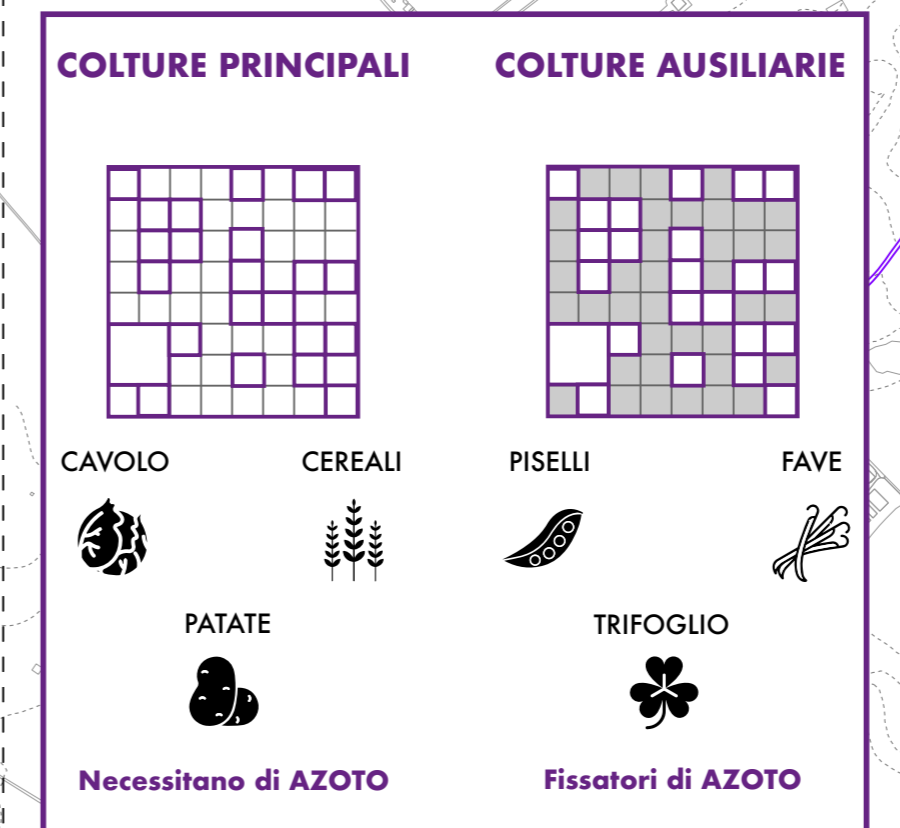 COLTURE PRINCIPALI
COLTURE AUSILIARIE
CAVOLO
CEREALI
PISELLI
FAVE
PATATE
TRIFOGLIO
Necessitano di AZOTO
Fissatori di AZOTO